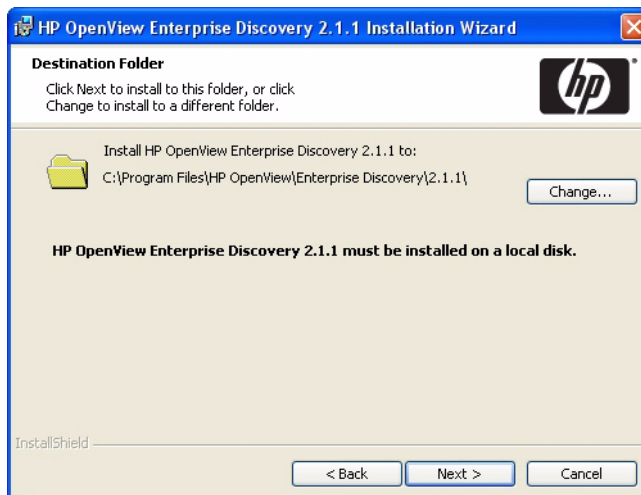 HP OpenView Enterprise Discovery 2.1.1 Installation Wizard
Destination Folder
Click Next to install to this folder, or click
Change to install to a different folder.
hp
Install HP OpenView Enterprise Discovery 2.1.1 to:
C:\Program Files\HP OpenView\Enterprise Discovery\2.1.1\
Change...
HP OpenView Enterprise Discovery 2.1.1 must be installed on a local disk.
InstallShield
< Back
Next >
Cancel